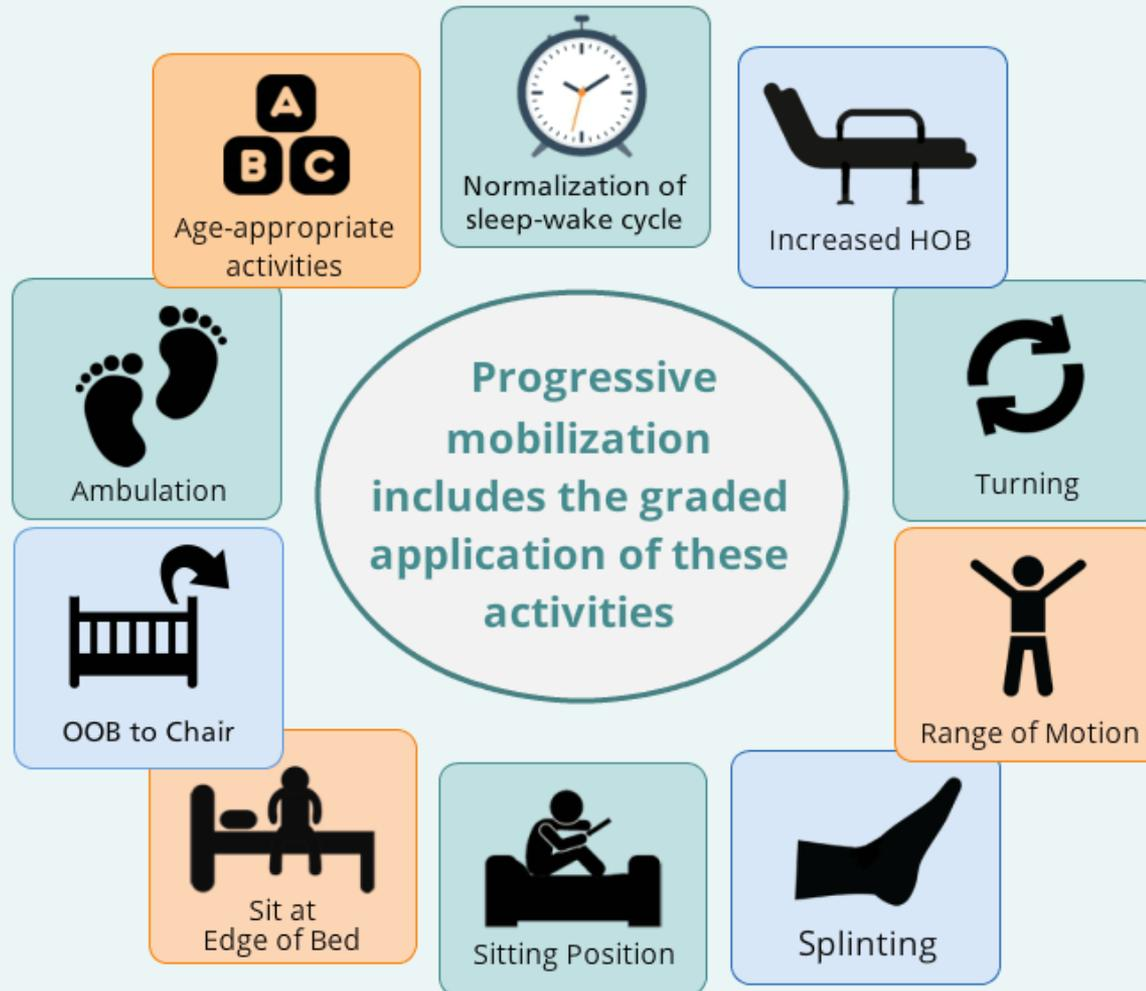 A
B C
Age-appropriate
activities
Normalization of
sleep-wake cycle
Increased HOB
Turning
Range of Motion
Splinting
Sitting Position
Sit at
Edge of Bed
OOB to Chair
Ambulation
Progressive
mobilization
includes the graded
application of these
activities